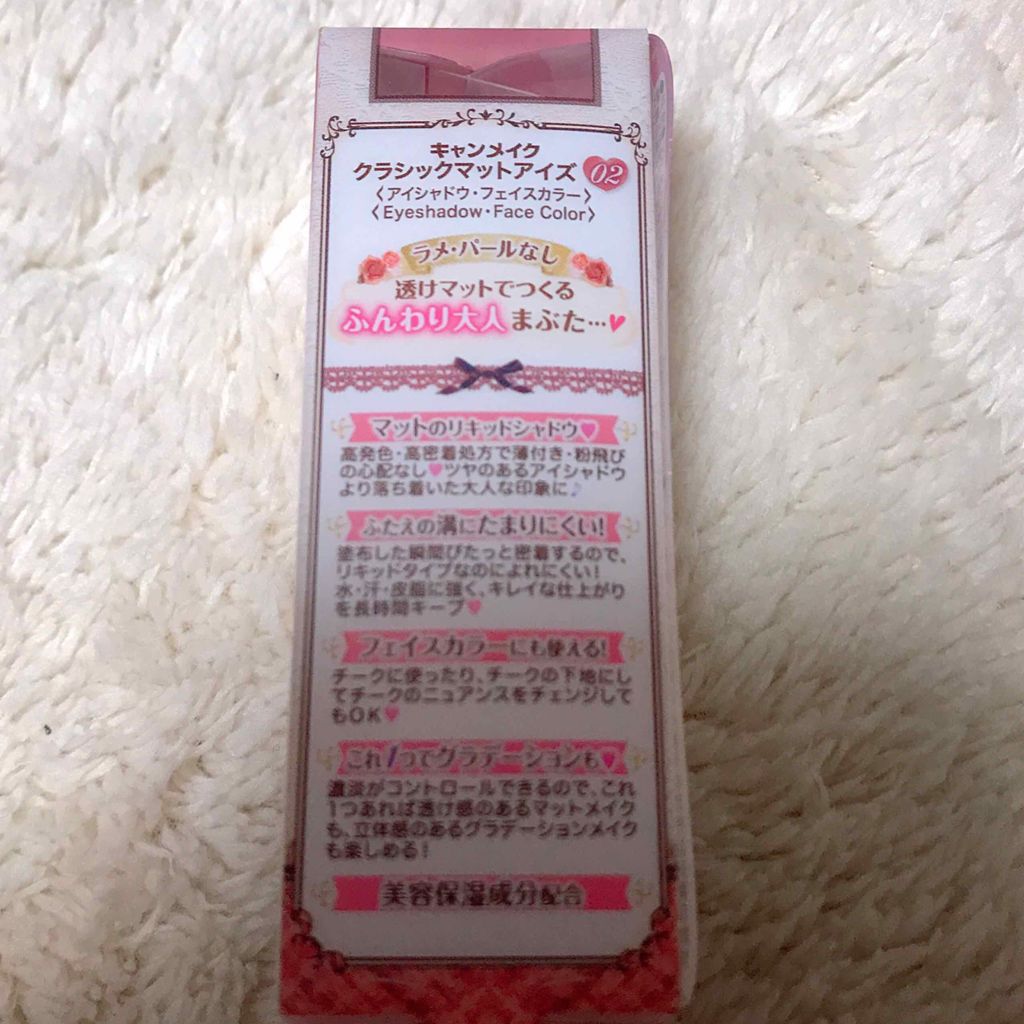 キャンメイク
クラシックマットアイズ 02
〈アイシャドウ・フェイスカラー〉
〈Eyeshadow・Face Color〉
ラメ・パールなし
透けマットでつくる
ふんわり大人まぶた…♥
マットのリキッドシャドウ♥
高発色・高密着処方で薄付き・粉飛び
の心配なし♥ツヤのあるアイシャドウ
より落ち着いた大人な印象に♪
ふたえの溝にたまりにくい!
塗布した瞬間ぴたっと密着するので、
リキッドタイプなのによれにくい!
水・汗・皮脂に強く、キレイな仕上がり
を長時間キープ♥
フェイスカラーにも使える!
チークに使ったり、チークの下地にし
てチークのニュアンスをチェンジして
もOK♥
これ1つでグラデーションも♥
濃淡がコントロールできるので、これ
1つあれば透け感のあるマットメイク
も、立体感のあるグラデーションメイク
も楽しめる!
美容保湿成分配合